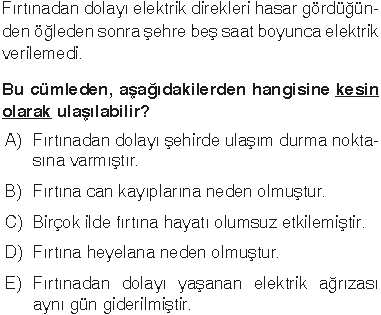 Fırtınadan dolayı elektrik direkleri hasar gördüğün-
den öğleden sonra şehre beş saat boyunca elektrik
verilemedi.
Bu cümleden, aşağıdakilerden hangisine kesin
olarak ulaşılabilir?
A) Fırtınadan dolayı şehirde ulaşım durma nokta-
sına varmıştır.
B) Fırtına can kayıplarına neden olmuştur.
C) Birçok ilde fırtına hayatı olumsuz etkilemiştir.
D) Fırtına heyelana neden olmuştur.
E) Fırtınadan dolayı yaşanan elektrik ağrızası
aynı gün giderilmiştir.